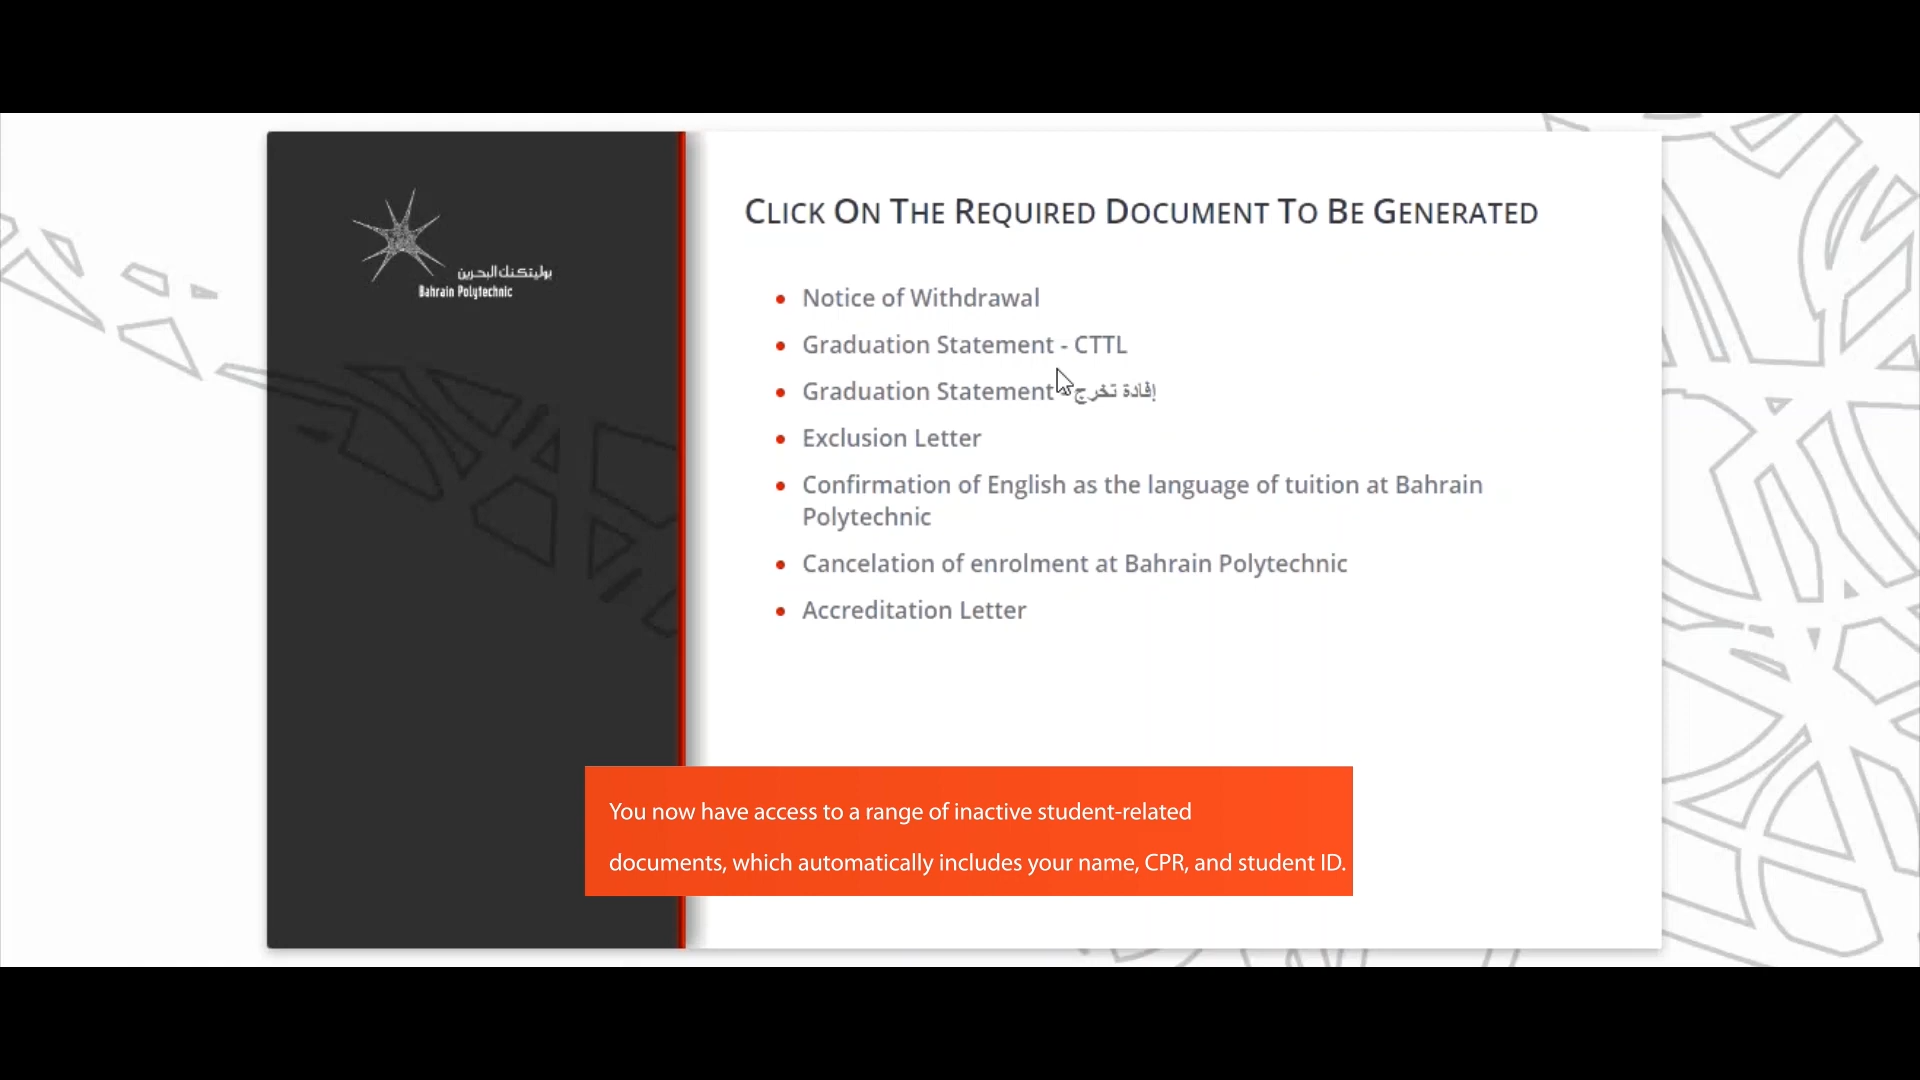 بوليتكنك البحرين
Bahrain Polytechnic
CLICK ON THE REQUIRED DOCUMENT TO BE GENERATED
Notice of Withdrawal
Graduation Statement - CTTL
Graduation Statement - إفادة تخرج
Exclusion Letter
Confirmation of English as the language of tuition at Bahrain
Polytechnic
Cancelation of enrolment at Bahrain Polytechnic
Accreditation Letter
You now have access to a range of inactive student-related
documents, which automatically includes your name, CPR, and student ID.